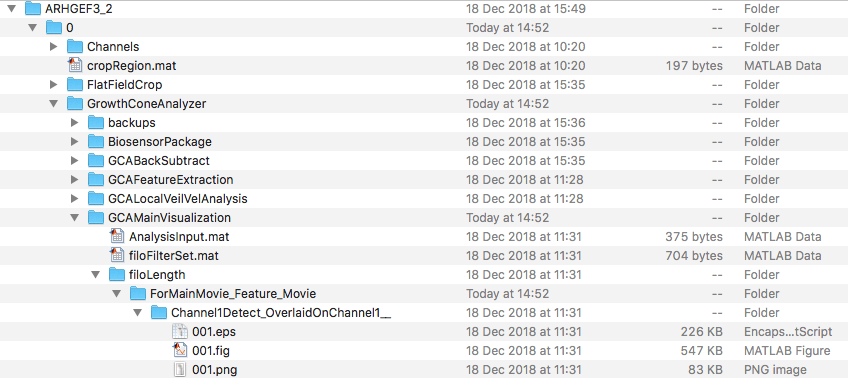 ARHGEF3_2 18 Dec 2018 at 15:49 -- Folder
0 Today at 14:52 -- Folder
Channels 18 Dec 2018 at 10:20 -- Folder
cropRegion.mat 18 Dec 2018 at 10:20 197 bytes MATLAB Data
FlatFieldCrop 18 Dec 2018 at 15:35 -- Folder
GrowthConeAnalyzer Today at 14:52 -- Folder
backups 18 Dec 2018 at 15:36 -- Folder
BiosensorPackage 18 Dec 2018 at 15:35 -- Folder
GCABackSubtract 18 Dec 2018 at 15:35 -- Folder
GCAFeatureExtraction 18 Dec 2018 at 11:28 -- Folder
GCALocalVeilVelAnalysis 18 Dec 2018 at 11:28 -- Folder
GCAMainVisualization Today at 14:52 -- Folder
AnalysisInput.mat 18 Dec 2018 at 11:31 375 bytes MATLAB Data
filoFilterSet.mat 18 Dec 2018 at 11:31 704 bytes MATLAB Data
filoLength 18 Dec 2018 at 11:31 -- Folder
ForMainMovie_Feature_Movie Today at 14:52 -- Folder
Channel1Detect_OverlaidOnChannel1__ 18 Dec 2018 at 11:31 -- Folder
001.eps 18 Dec 2018 at 11:31 226 KB Encaps...tScript
001.fig 18 Dec 2018 at 11:31 547 KB MATLAB Figure
001.png 18 Dec 2018 at 11:31 83 KB PNG image